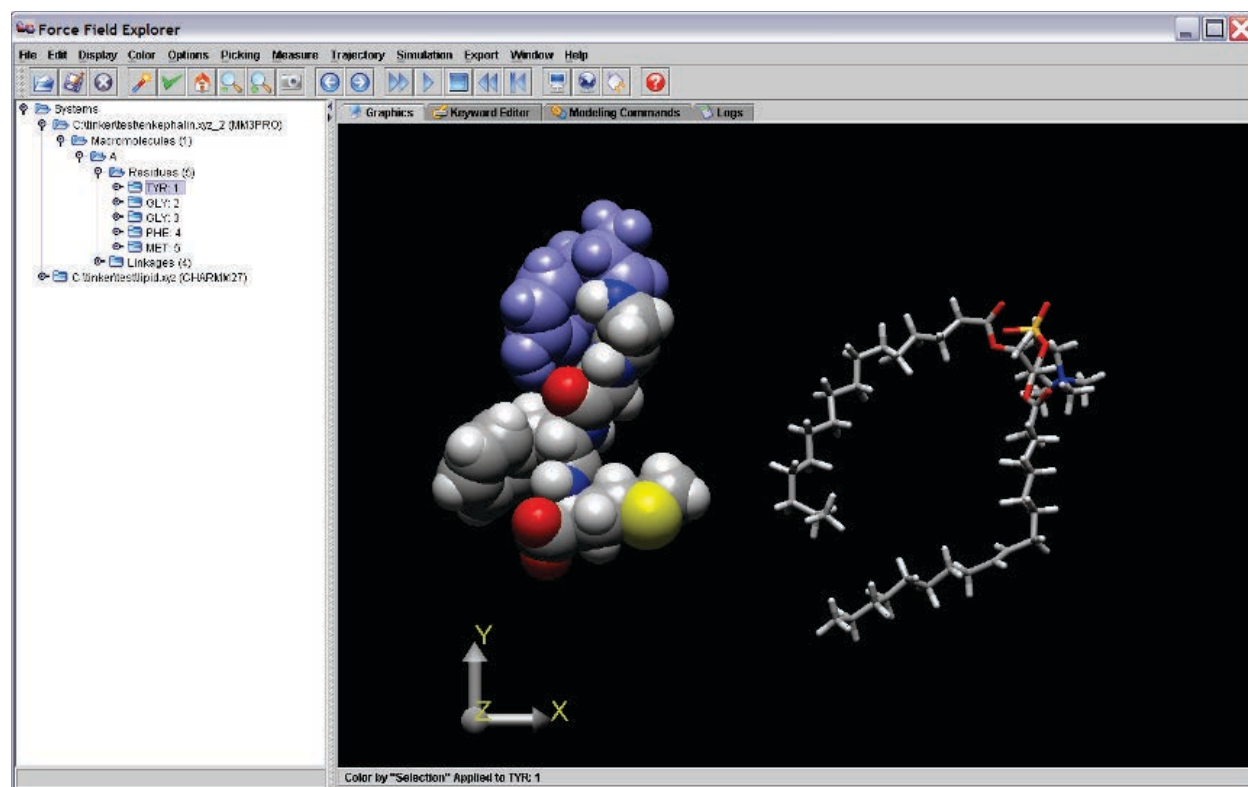 Force Field Explorer
File Edit Display Color Options Picking Measure Trajectory Simulation Export Window Help
Systems
C:\tinker\test\enkephalin.xyz_2 (MM3PRO)
Macromolecules (1)
A
Residues (5)
TYR: 1
GLY: 2
GLY: 3
PHE: 4
MET: 5
Linkages (4)
C:\tinker\test\lipid.xyz (CHARMM27)
Graphics Keyword Editor Modeling Commands Logs
Y
Z X
Color by "Selection" Applied to TYR: 1